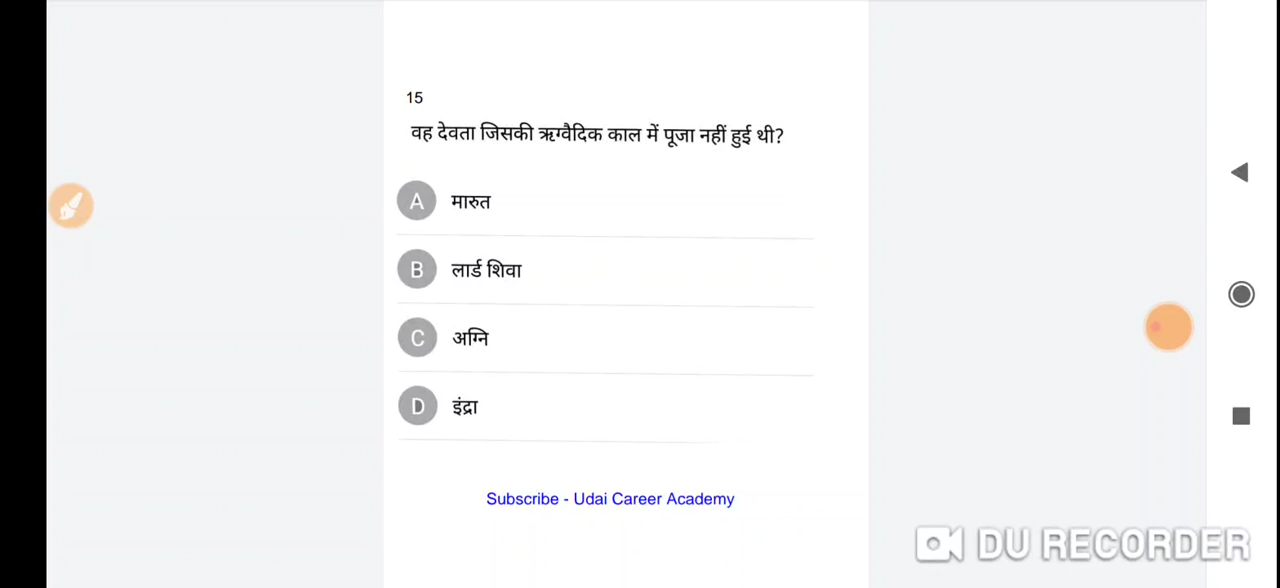 15
वह देवता जिसकी ऋग्वैदिक काल में पूजा नहीं हुई थी?
A मारुत
B लार्ड शिवा
C अग्नि
D इंद्रा
Subscribe - Udai Career Academy
DU RECORDER